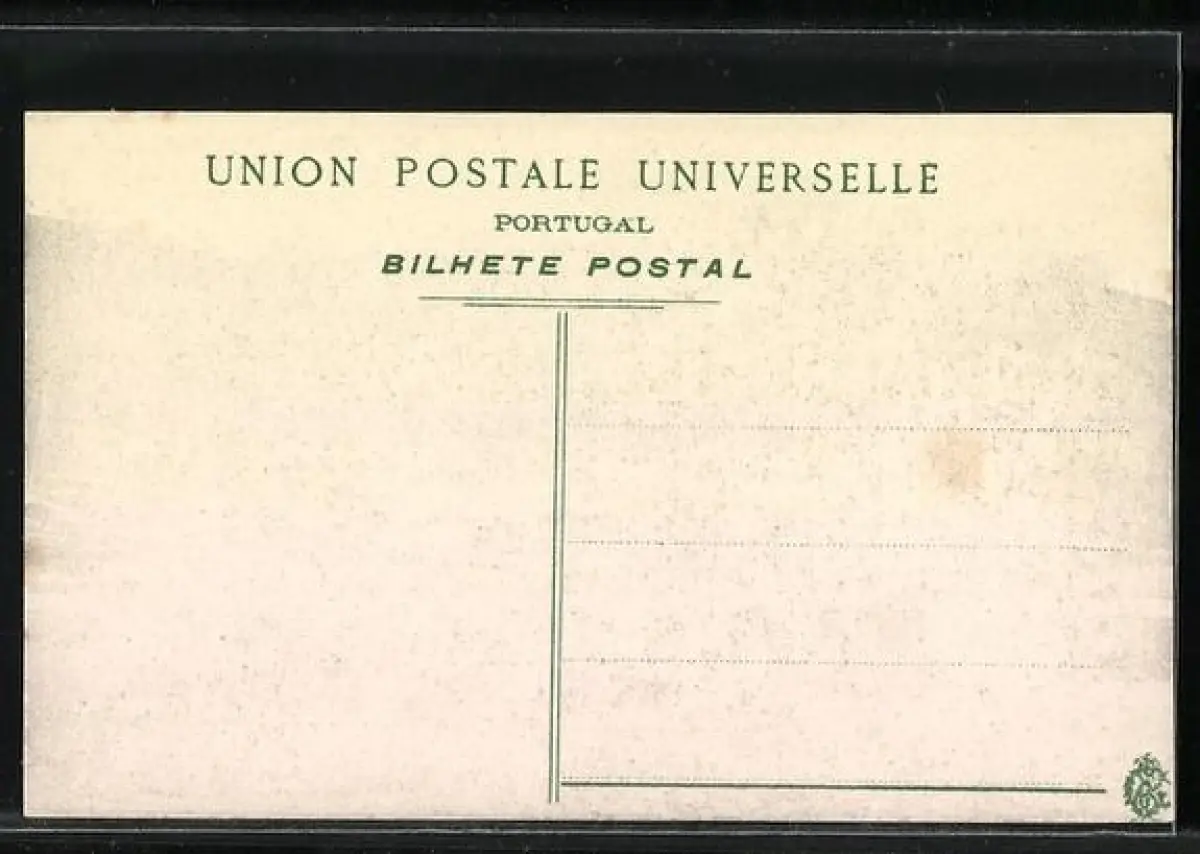 UNION POSTALE UNIVERSELLE
PORTUGAL
BILHETE POSTAL